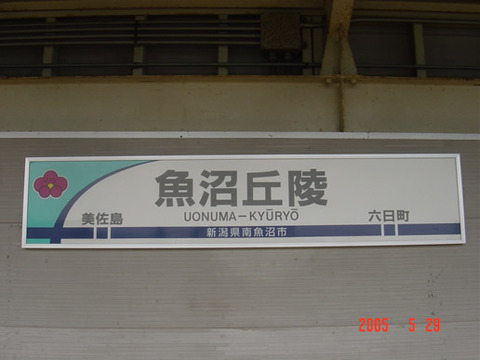 魚沼丘陵
UONUMA−KYŪRYŌ
美佐島
六日町
新潟県南魚沼市
2005 5 29